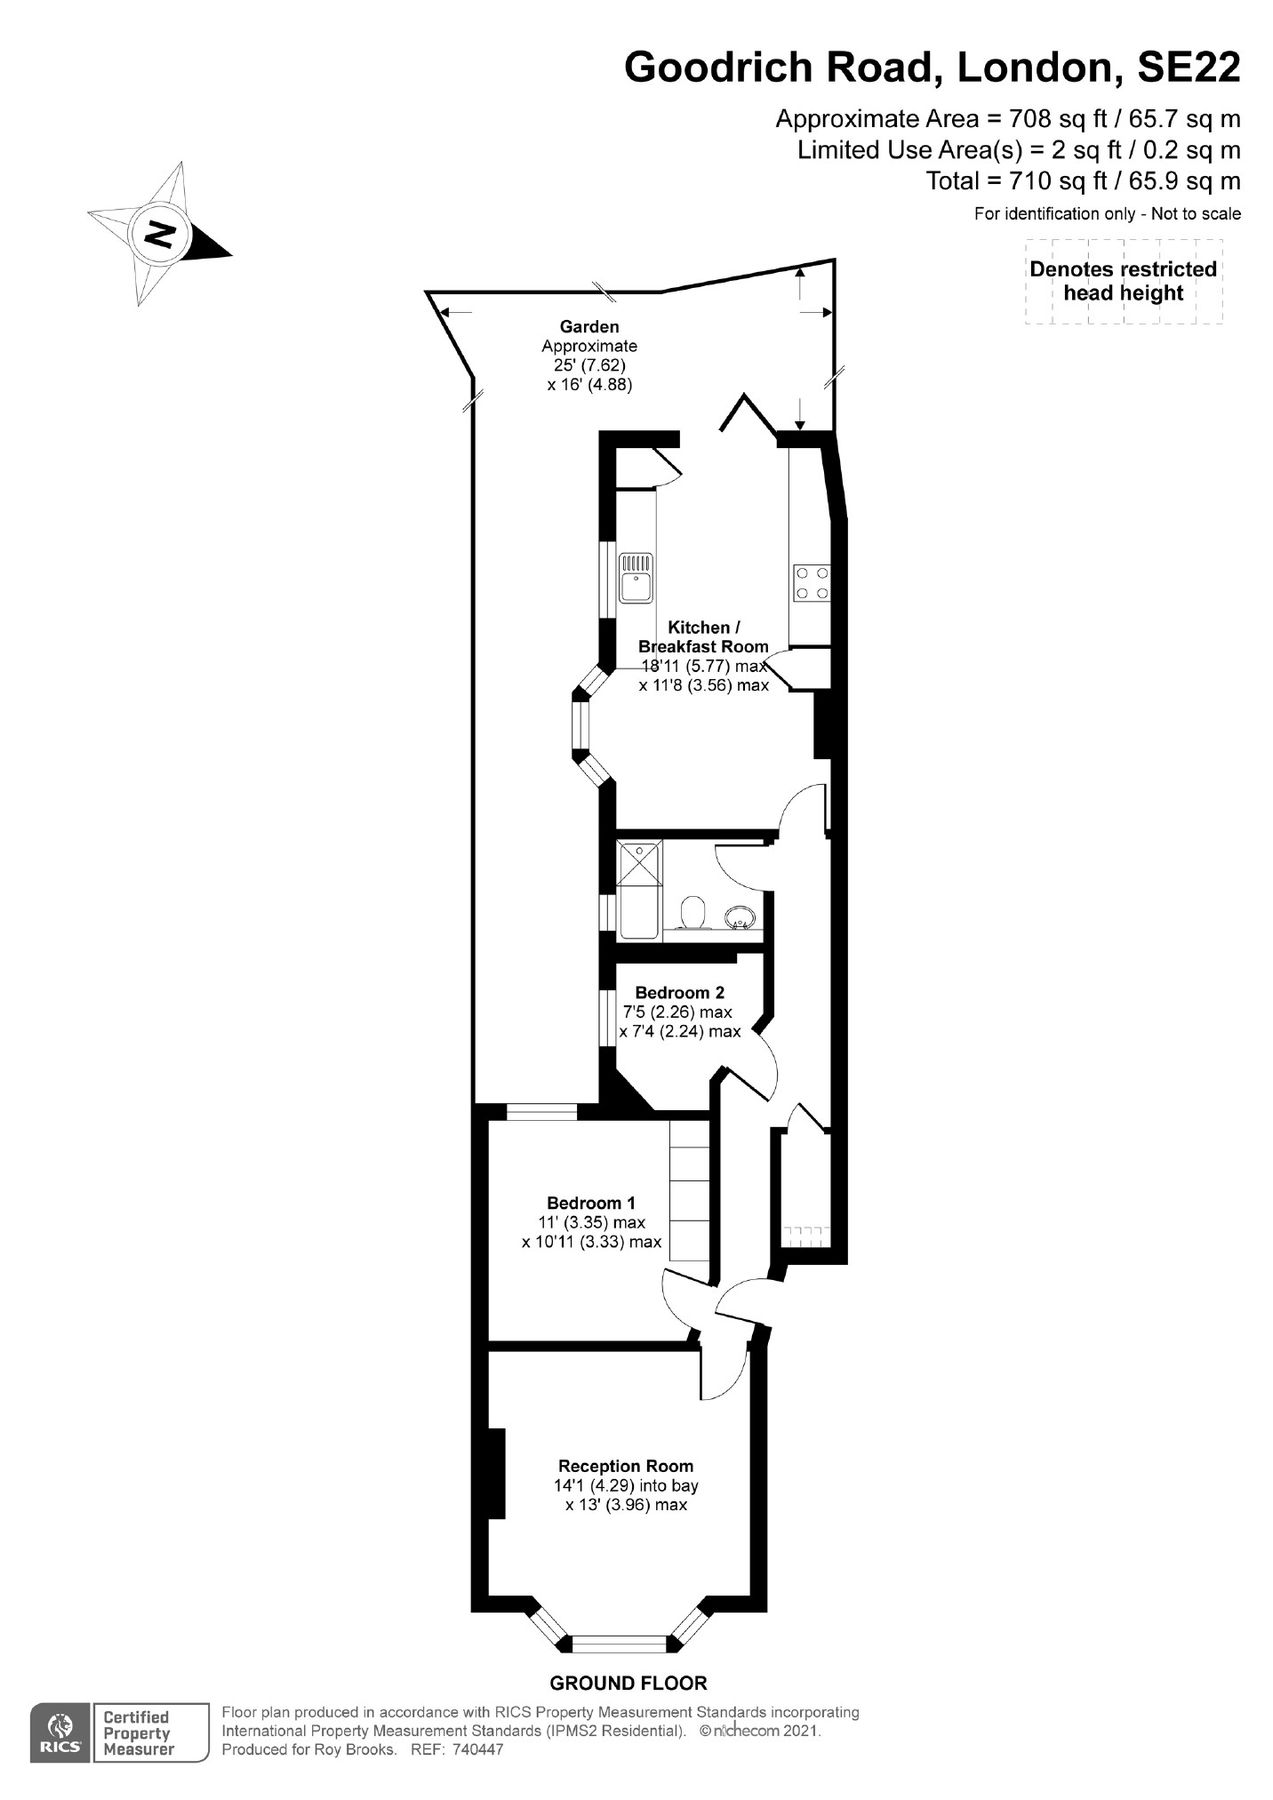 Goodrich Road, London, SE22
Approximate Area = 708 sq ft / 65.7 sq m
Limited Use Area(s) = 2 sq ft / 0.2 sq m
Total = 710 sq ft / 65.9 sq m
For identification only - Not to scale
Denotes restricted
head height
N
Garden
Approximate
25' (7.62)
x 16' (4.88)
Kitchen /
Breakfast Room
18'11 (5.77) max
x 11'8 (3.56) max
Bedroom 2
7'5 (2.26) max
x 7'4 (2.24) max
Bedroom 1
11' (3.35) max
x 10'11 (3.33) max
Reception Room
14'1 (4.29) into bay
x 13' (3.96) max
GROUND FLOOR
RICS
Certified
Property
Measurer
Floor plan produced in accordance with RICS Property Measurement Standards incorporating
International Property Measurement Standards (IPMS2 Residential). © nichecom 2021.
Produced for Roy Brooks. REF: 740447